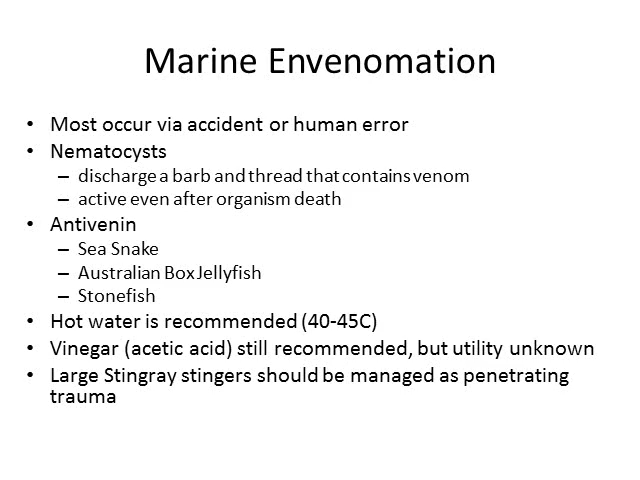 Marine Envenomation
• Most occur via accident or human error
• Nematocysts
– discharge a barb and thread that contains venom
– active even after organism death
• Antivenin
– Sea Snake
– Australian Box Jellyfish
– Stonefish
• Hot water is recommended (40-45C)
• Vinegar (acetic acid) still recommended, but utility unknown
• Large Stingray stingers should be managed as penetrating
trauma